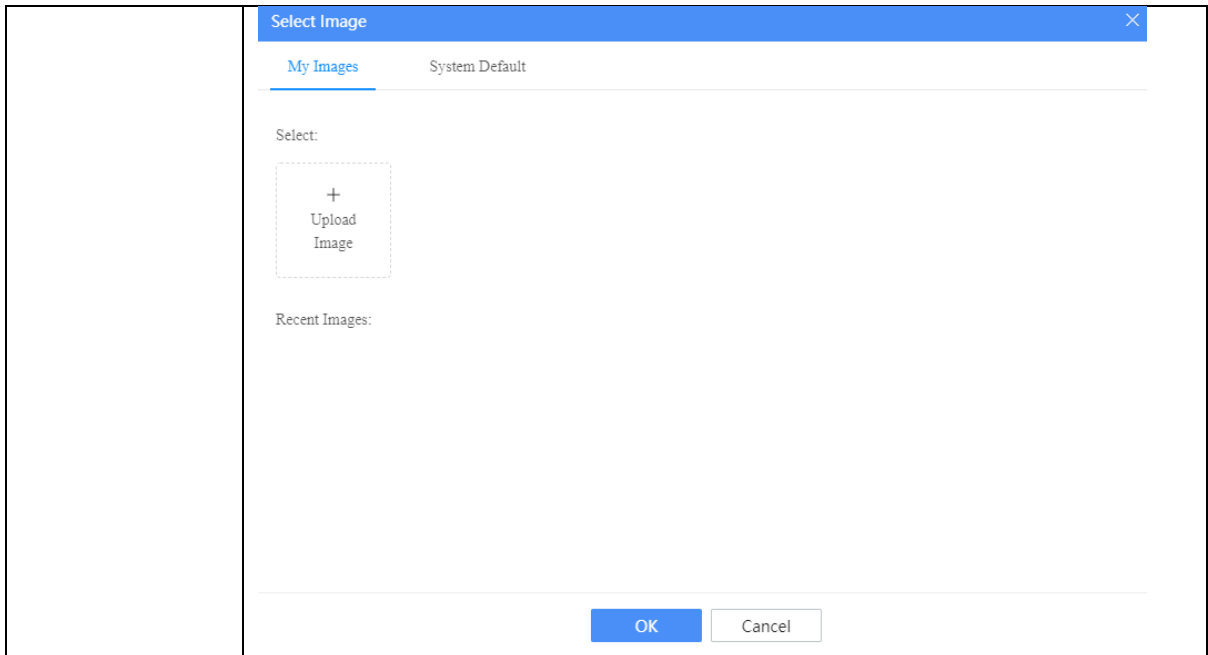 Select Image
My Images System Default
Select:
+
Upload
Image
Recent Images:
OK Cancel